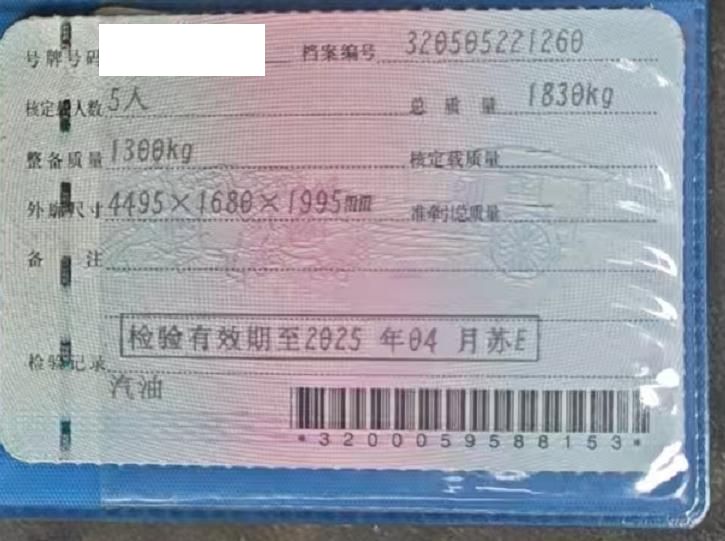 号牌号码 档案编号 320505221260
核定载人数 5人 总质量 1830kg
整备质量 1300kg 核定载质量 —
外廓尺寸 4495×1680×1995mm 准牵引总质量 —
备注
检验有效期至2025年04月苏E
检验记录
汽油
*3200059588153*